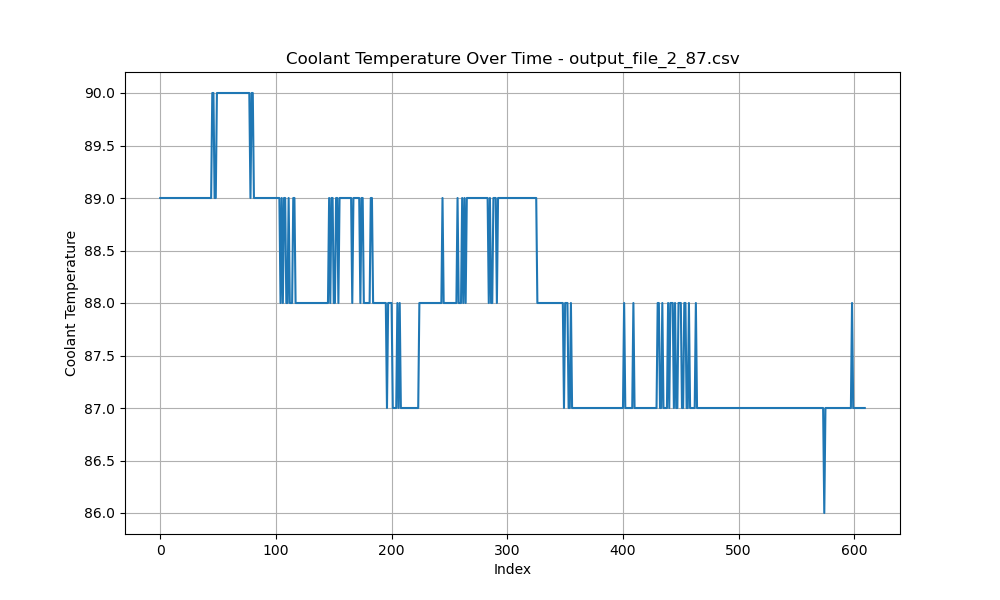 Coolant Temperature Over Time - output_file_2_87.csv
Coolant Temperature
90.0
89.5
89.0
88.5
88.0
87.5
87.0
86.5
86.0
0 100 200 300 400 500 600
Index